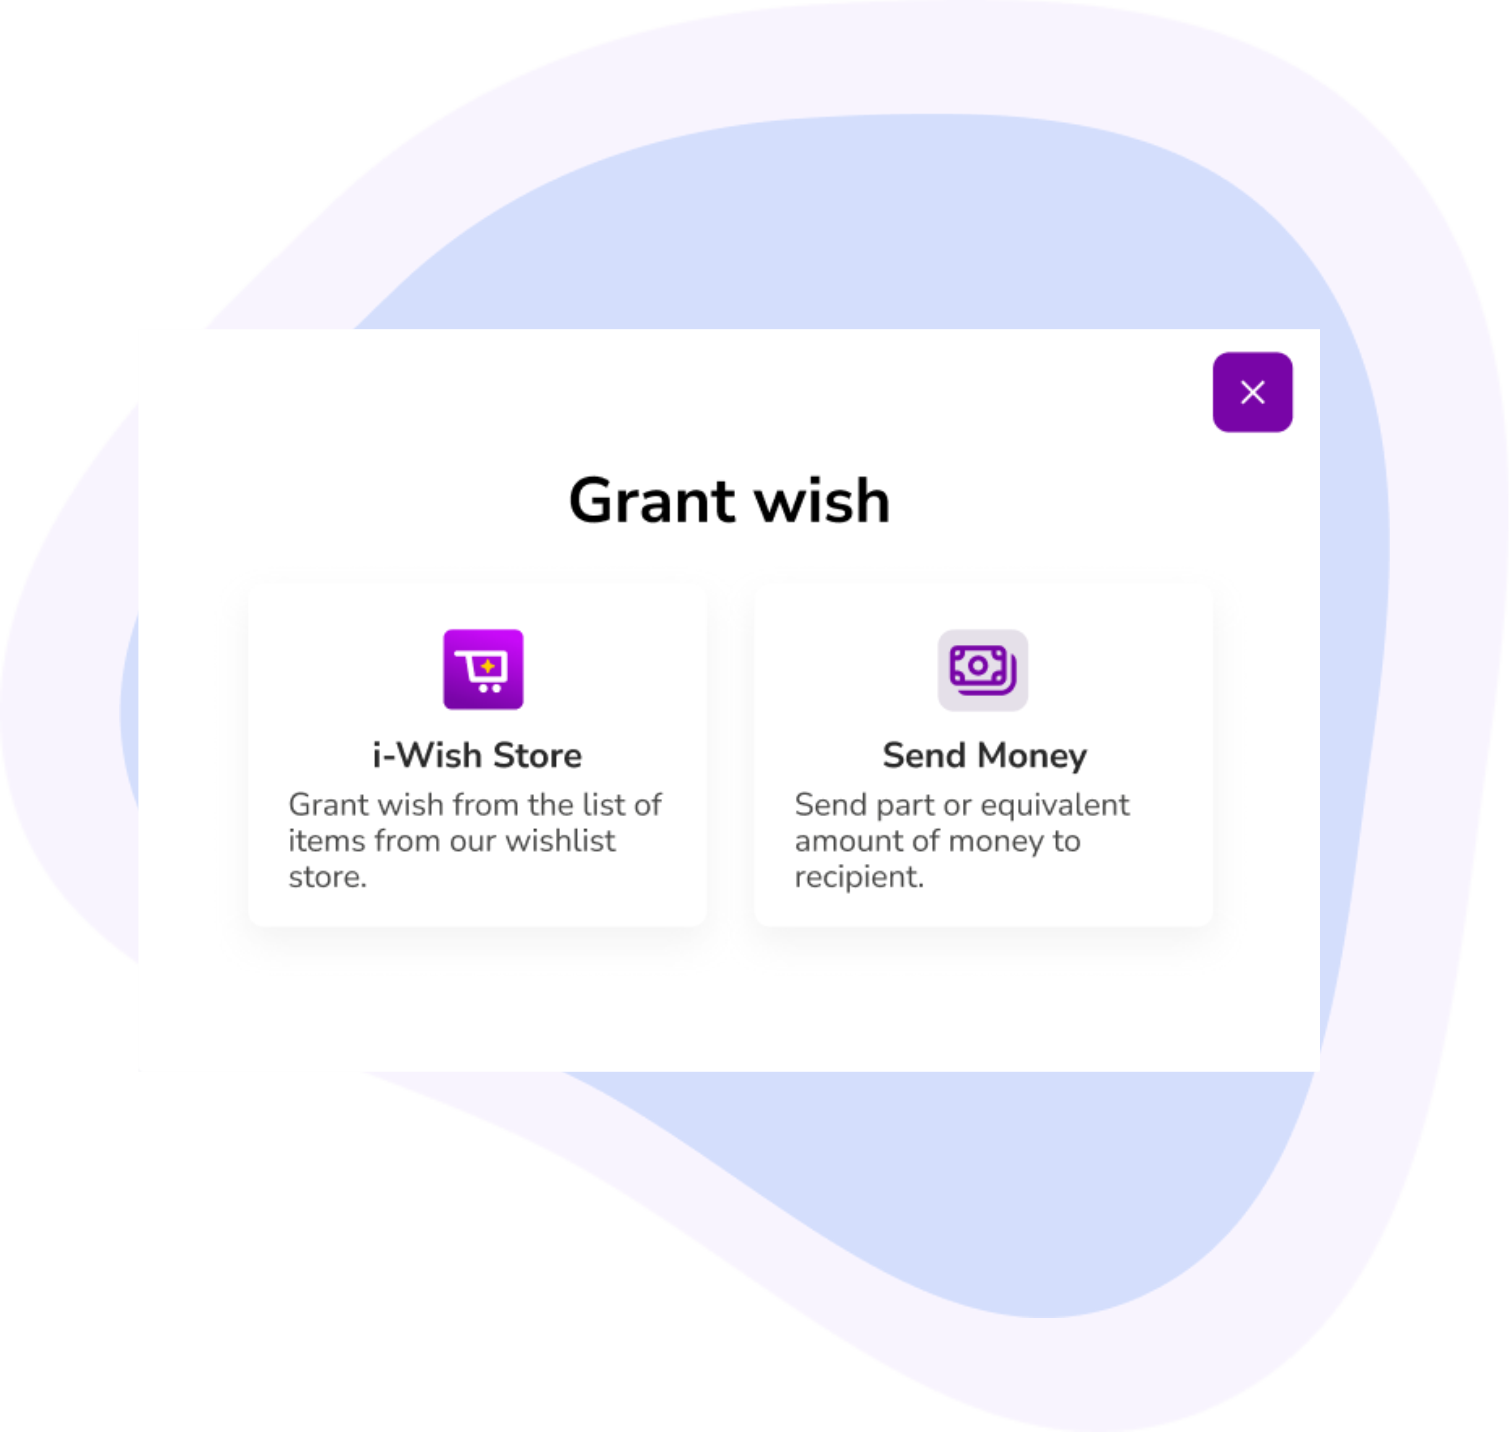 Grant wish
i-Wish Store
Grant wish from the list of
items from our wishlist
store.
Send Money
Send part or equivalent
amount of money to
recipient.